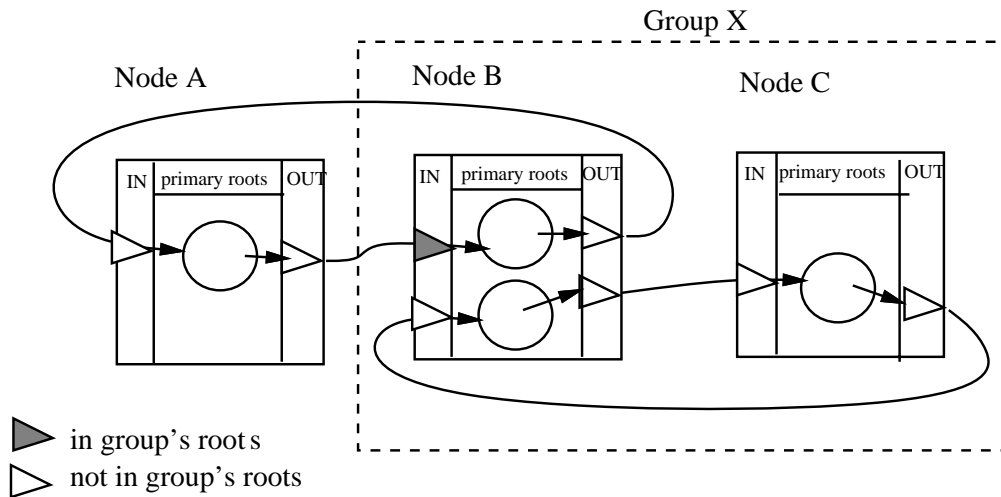 Group X
Node A
Node B
Node C
IN
primary roots
OUT
IN
primary roots
OUT
IN
primary roots
OUT
in group's roots
not in group's roots